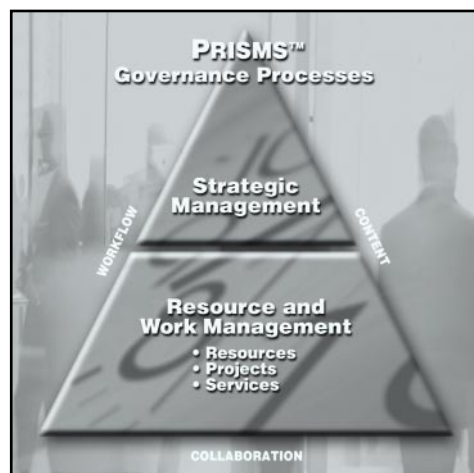 PRISMS™
Governance Processes
Strategic
Management
WORKFLOW
CONTENT
Resource and
Work Management
• Resources
• Projects
• Services
COLLABORATION